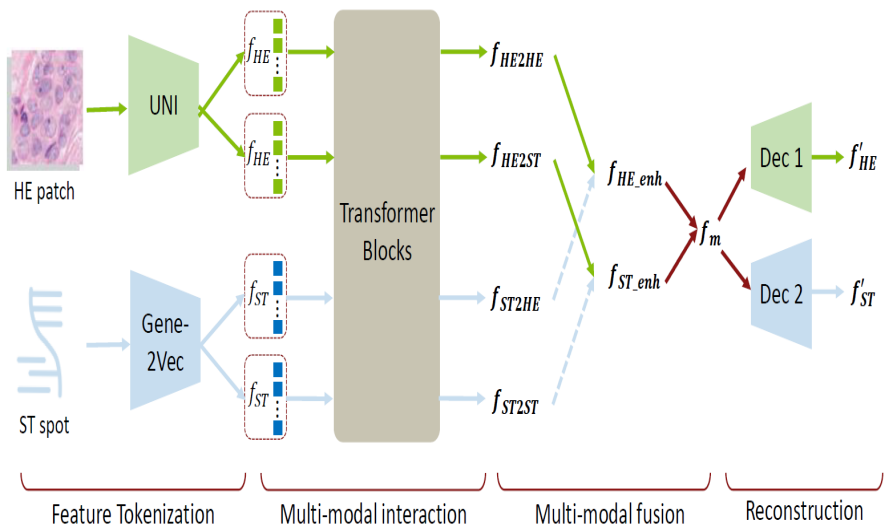 HE patch
UNI
f_HE
f_HE
Transformer
Blocks
f_HE2HE
f_HE2ST
f_HE_enh
f_m
Dec 1
f'_HE
ST spot
Gene-
2Vec
f_ST
f_ST
f_ST2HE
f_ST2ST
f_ST_enh
Dec 2
f'_ST
Feature Tokenization
Multi-modal interaction
Multi-modal fusion
Reconstruction